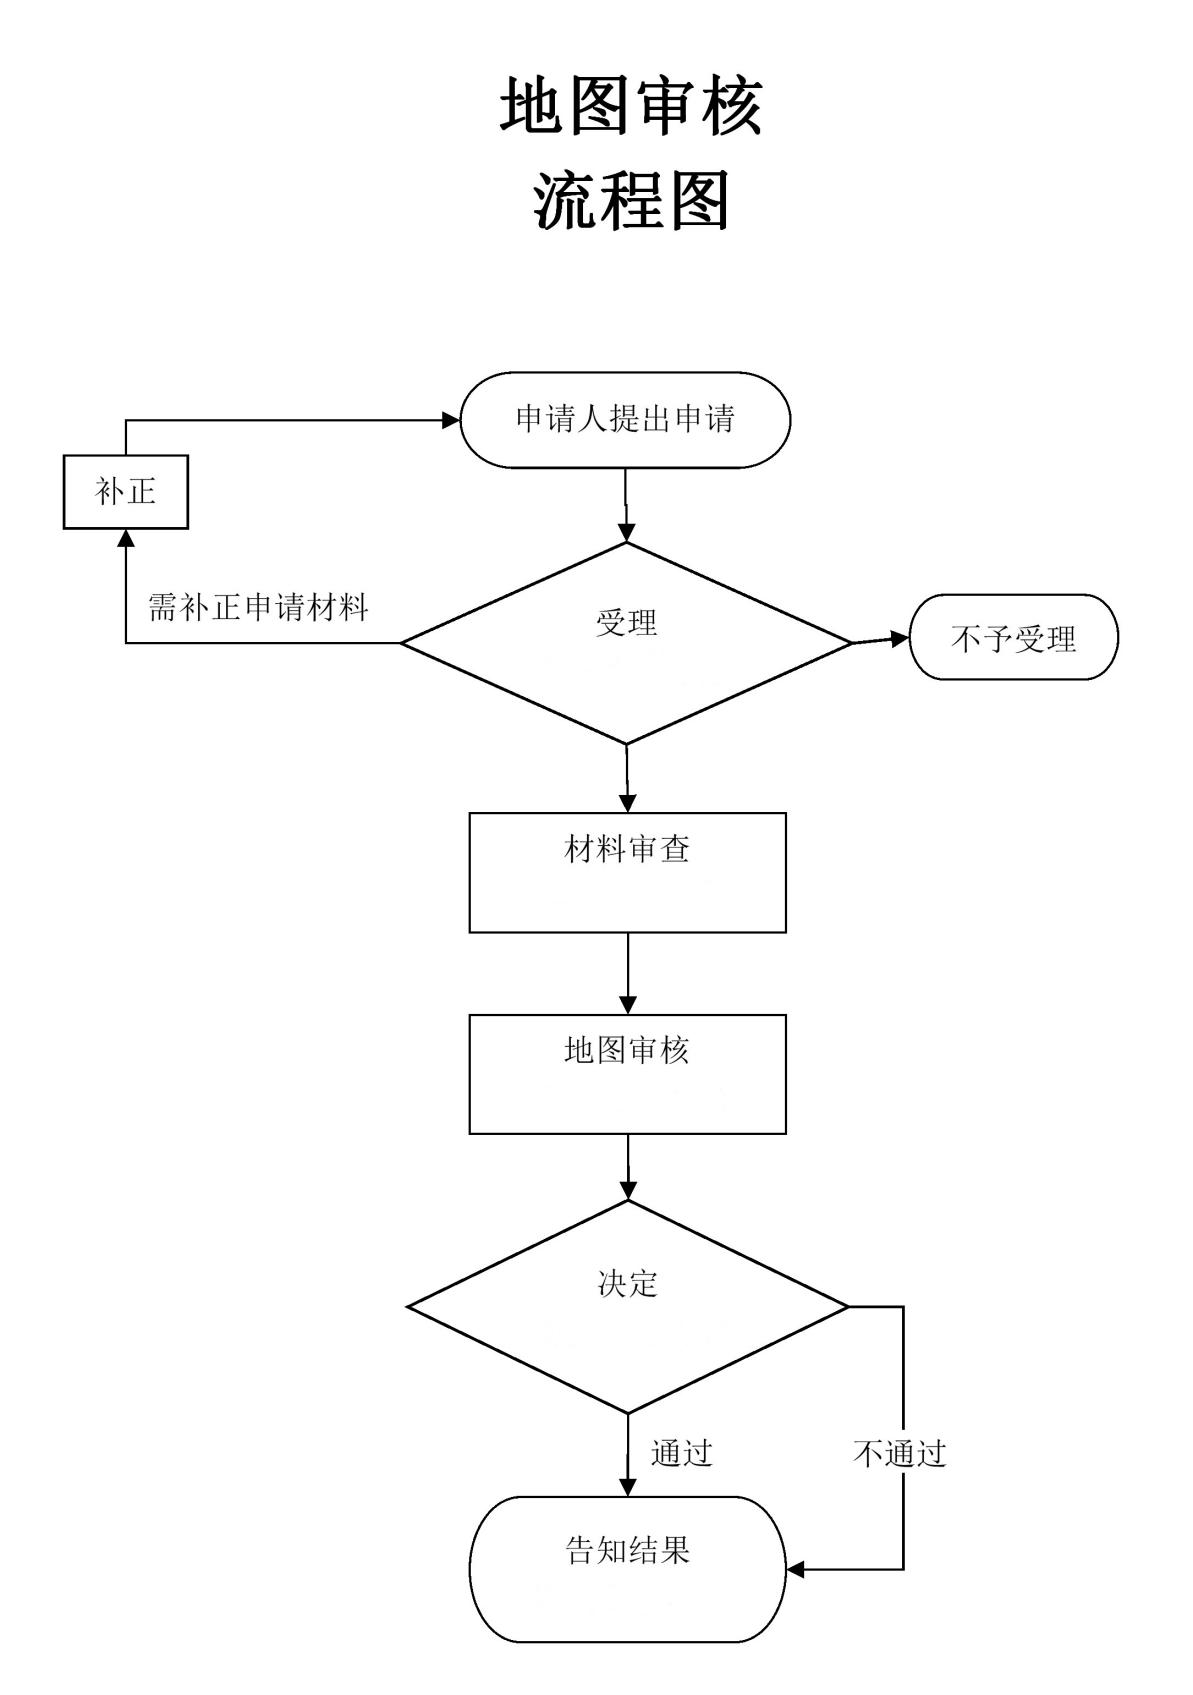 地图审核
流程图
申请人提出申请
补正
需补正申请材料
受理
不予受理
材料审查
地图审核
决定
通过
不通过
告知结果